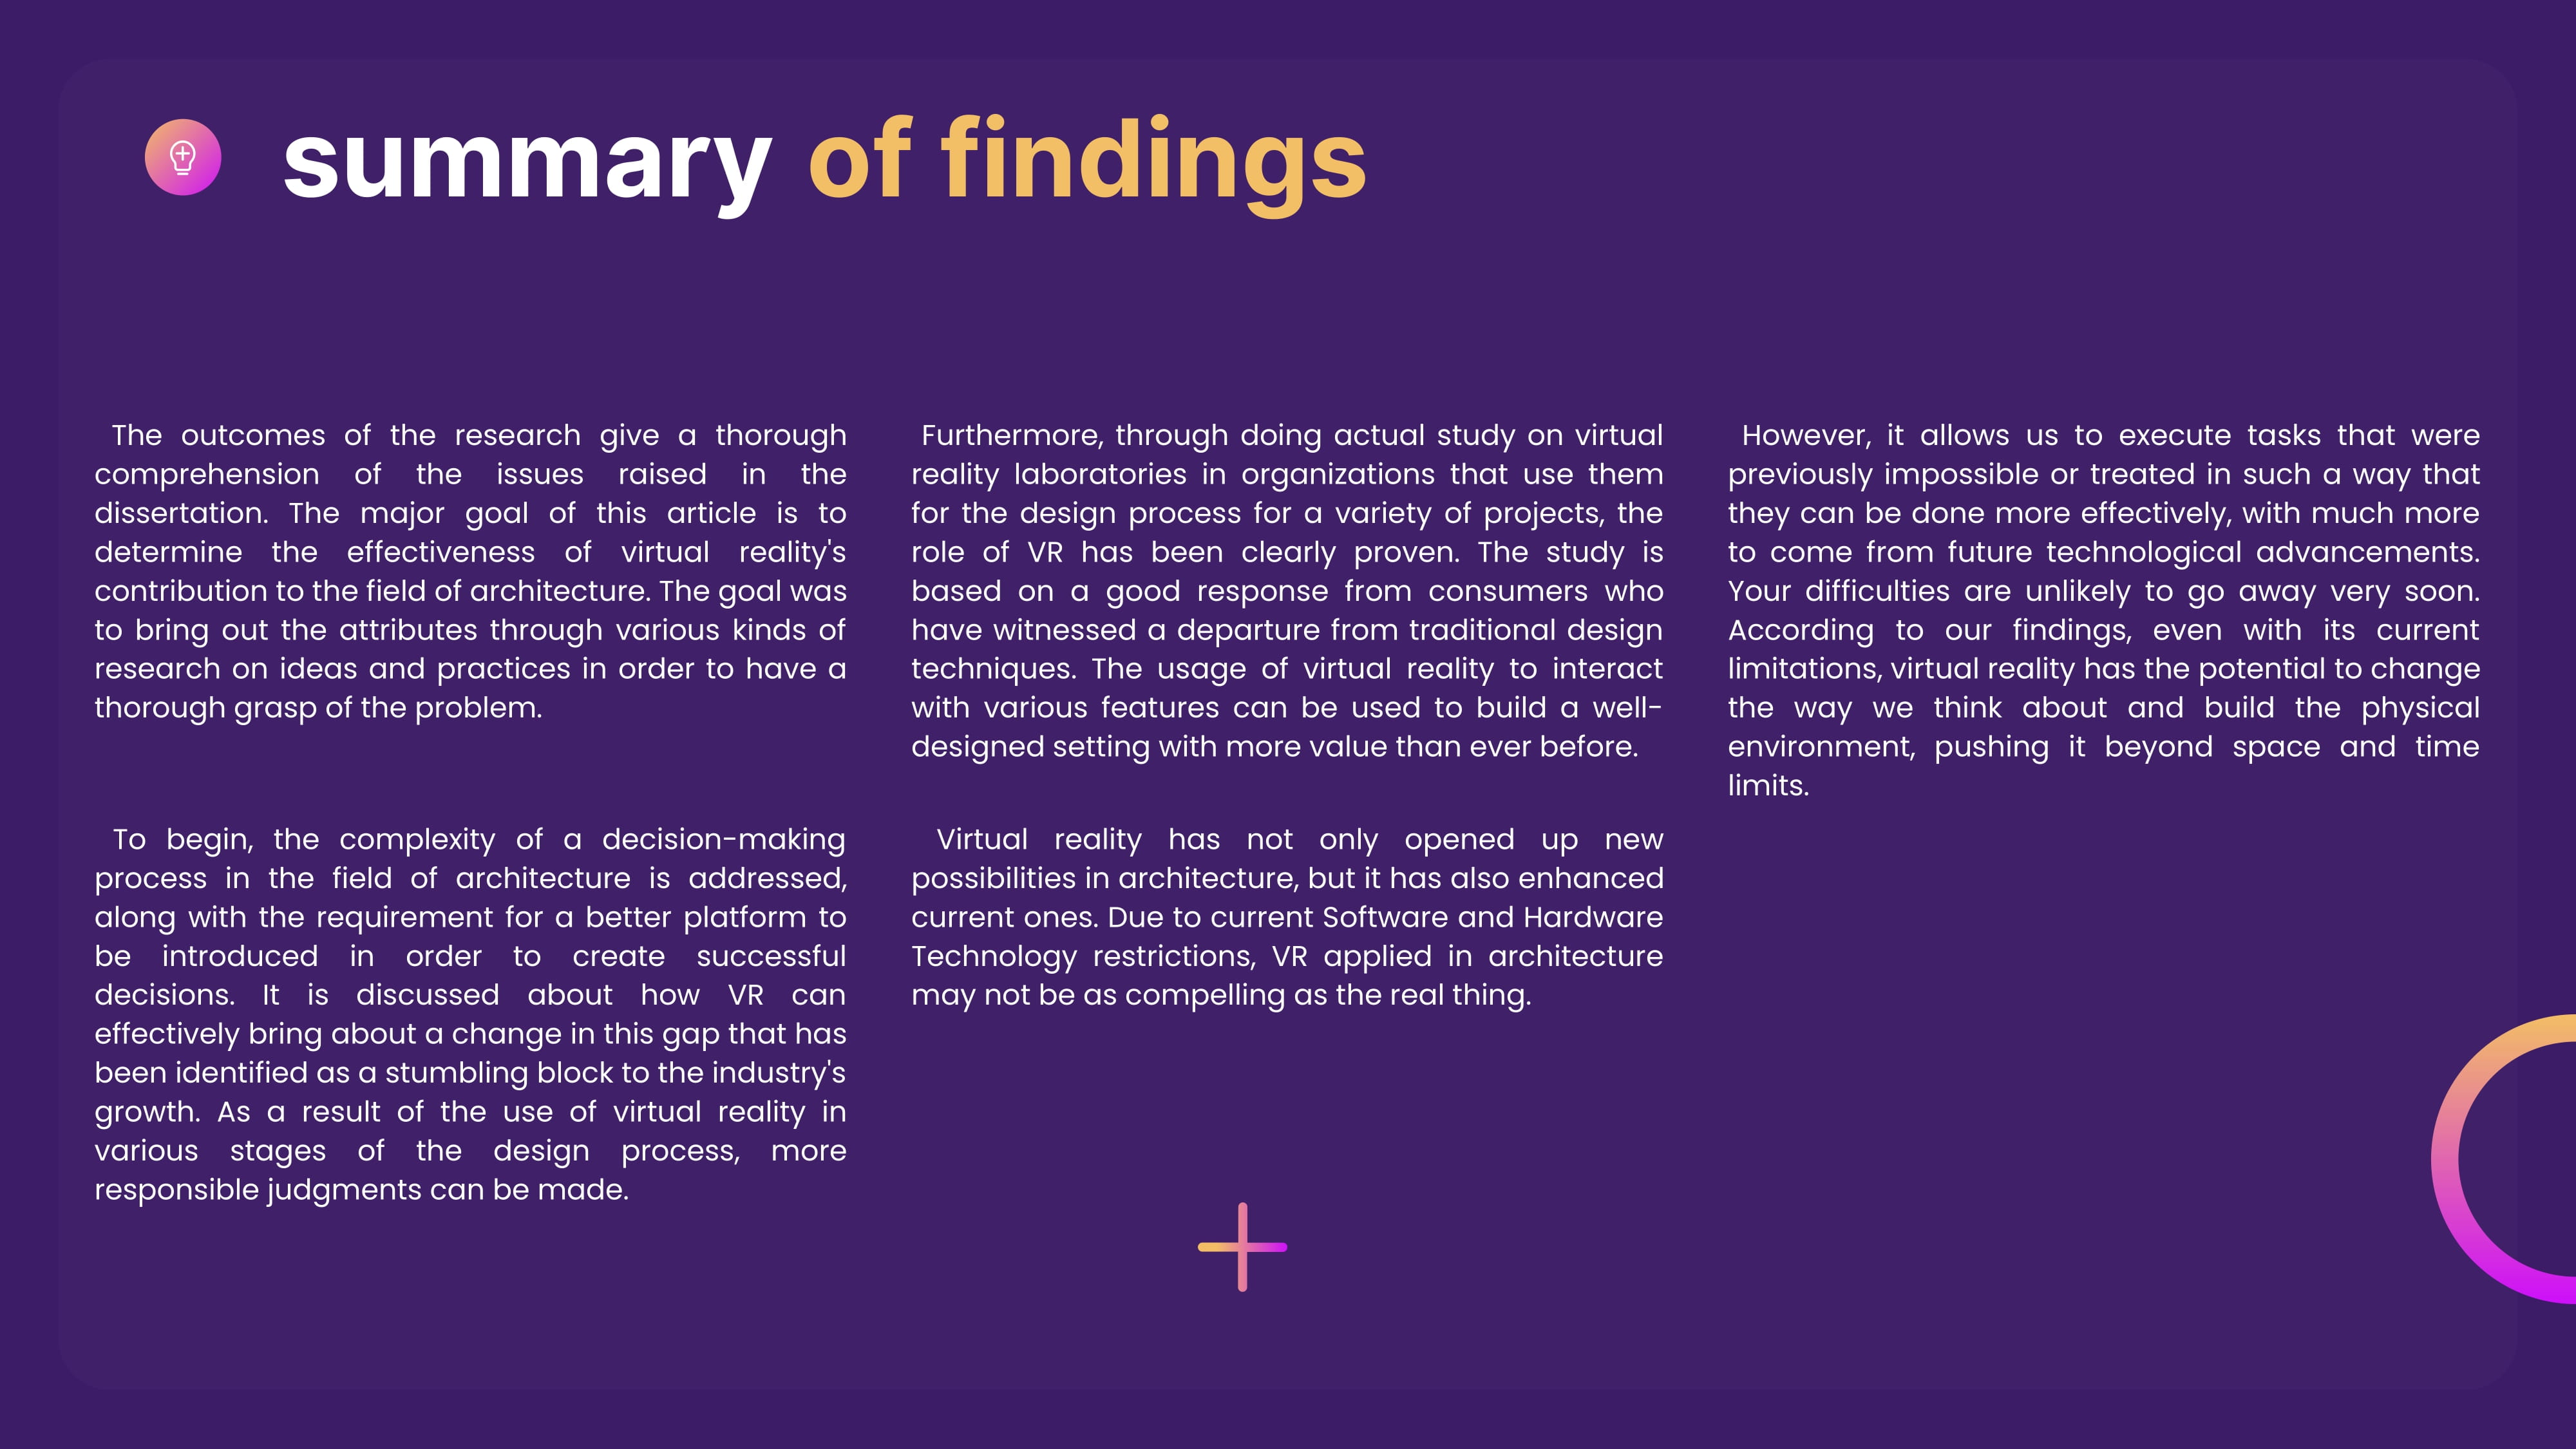 summary of findings
The outcomes of the research give a thorough
comprehension of the issues raised in the
dissertation. The major goal of this article is to
determine the effectiveness of virtual reality's
contribution to the field of architecture. The goal was
to bring out the attributes through various kinds of
research on ideas and practices in order to have a
thorough grasp of the problem.
To begin, the complexity of a decision-making
process in the field of architecture is addressed,
along with the requirement for a better platform to
be introduced in order to create successful
decisions. It is discussed about how VR can
effectively bring about a change in this gap that has
been identified as a stumbling block to the industry's
growth. As a result of the use of virtual reality in
various stages of the design process, more
responsible judgments can be made.
Furthermore, through doing actual study on virtual
reality laboratories in organizations that use them
for the design process for a variety of projects, the
role of VR has been clearly proven. The study is
based on a good response from consumers who
have witnessed a departure from traditional design
techniques. The usage of virtual reality to interact
with various features can be used to build a well-
designed setting with more value than ever before.
Virtual reality has not only opened up new
possibilities in architecture, but it has also enhanced
current ones. Due to current Software and Hardware
Technology restrictions, VR applied in architecture
may not be as compelling as the real thing.
However, it allows us to execute tasks that were
previously impossible or treated in such a way that
they can be done more effectively, with much more
to come from future technological advancements.
Your difficulties are unlikely to go away very soon.
According to our findings, even with its current
limitations, virtual reality has the potential to change
the way we think about and build the physical
environment, pushing it beyond space and time
limits.